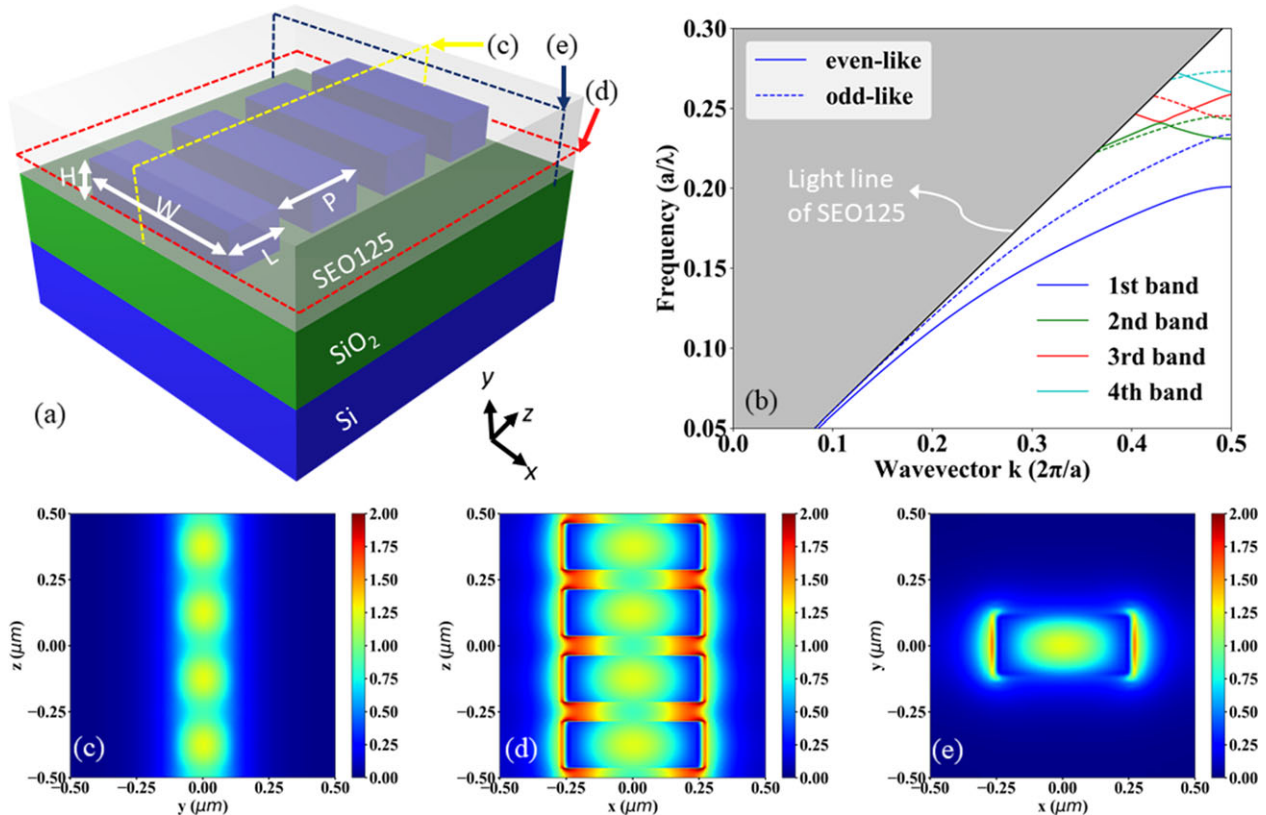 (c)
(e)
(d)
H
W
P
L
SEO125
SiO2
Si
y
z
x
(a)
0.30
0.25
0.20
0.15
0.10
0.05
Frequency (a/λ)
even-like
odd-like
Light line
of SEO125
1st band
2nd band
3rd band
4th band
(b)
0.0 0.1 0.2 0.3 0.4 0.5
Wavevector k (2π/a)
0.50
0.25
0.00
−0.25
−0.50
z (μm)
(c)
−0.50 −0.25 0.00 0.25 0.50
y (μm)
2.00
1.75
1.50
1.25
1.00
0.75
0.50
0.25
0.00
0.50
0.25
0.00
−0.25
−0.50
z (μm)
(d)
−0.50 −0.25 0.00 0.25 0.50
x (μm)
2.00
1.75
1.50
1.25
1.00
0.75
0.50
0.25
0.00
0.50
0.25
0.00
−0.25
−0.50
y (μm)
(e)
−0.50 −0.25 0.00 0.25 0.50
x (μm)
2.00
1.75
1.50
1.25
1.00
0.75
0.50
0.25
0.00